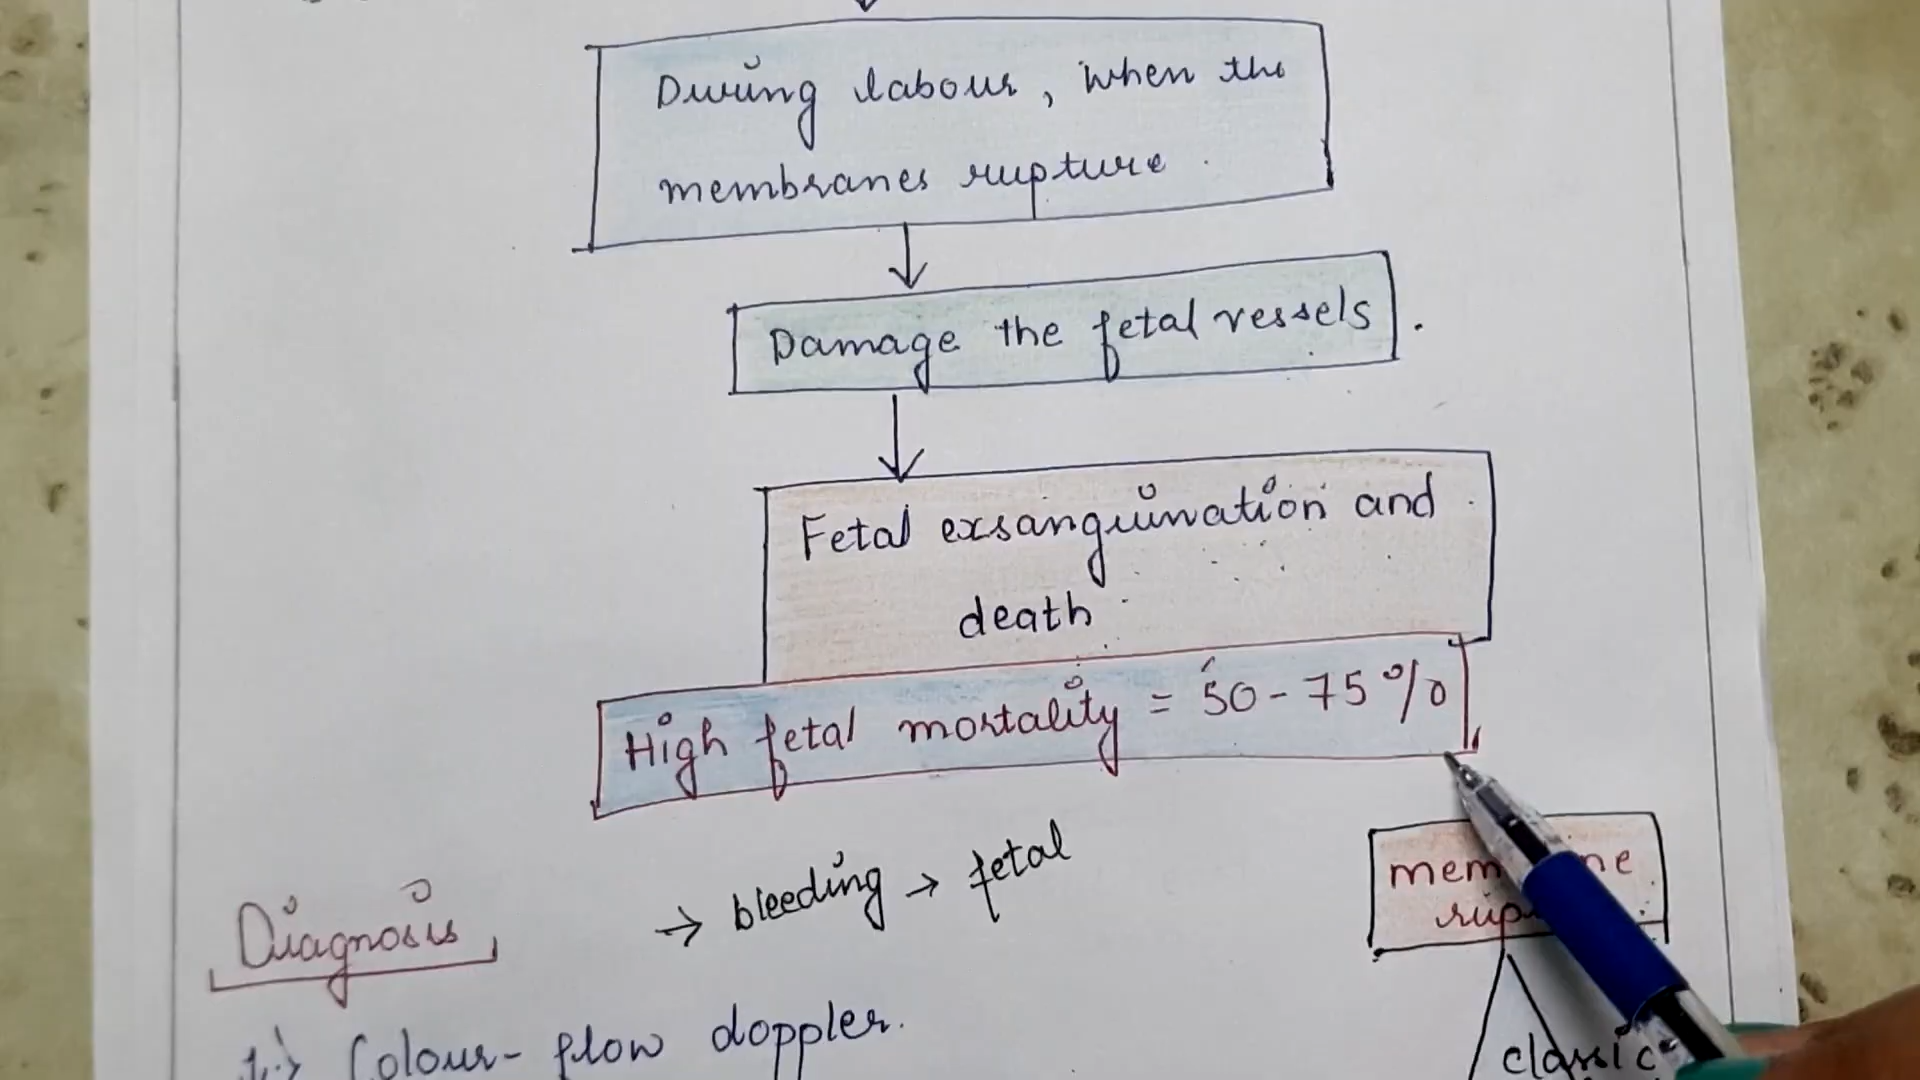 During labour, when the
membranes rupture.
Damage the fetal vessels.
Fetal exsanguination and
death.
High fetal mortality = 50-75%
→ bleeding → fetal
Diagnosis
1.) Colour-flow doppler.
classic